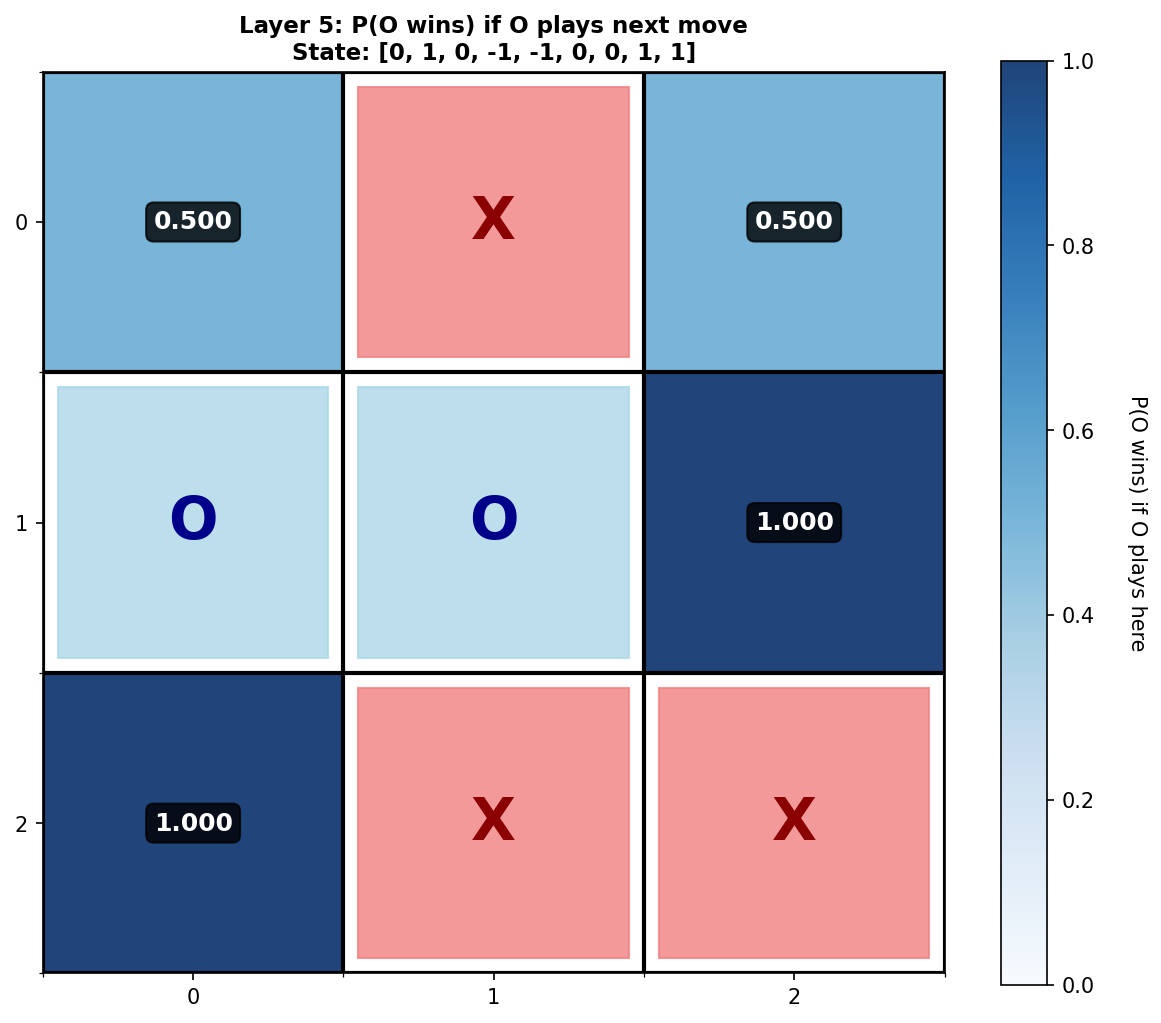 Layer 5: P(O wins) if O plays next move
State: [0, 1, 0, -1, -1, 0, 0, 1, 1]
0
0.500
X
0.500
1
O
O
1.000
2
1.000
X
X
0
1
2
1.0
0.8
0.6
0.4
0.2
0.0
P(O wins) if O plays here